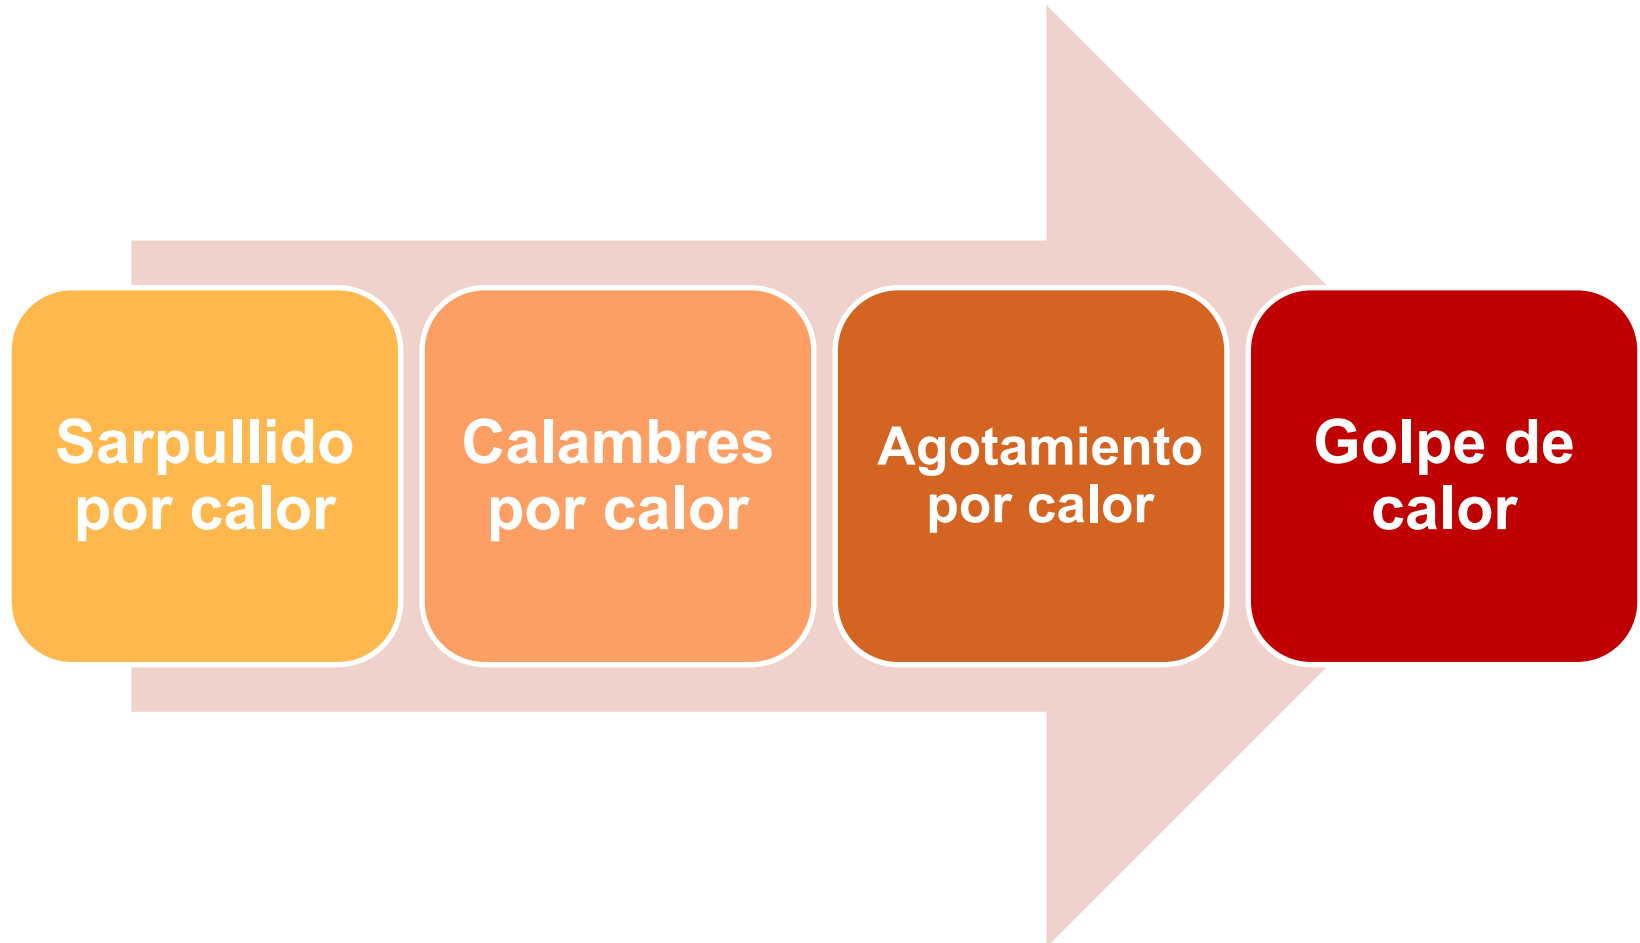 Sarpullido
por calor
Calambres
por calor
Agotamiento
por calor
Golpe de
calor